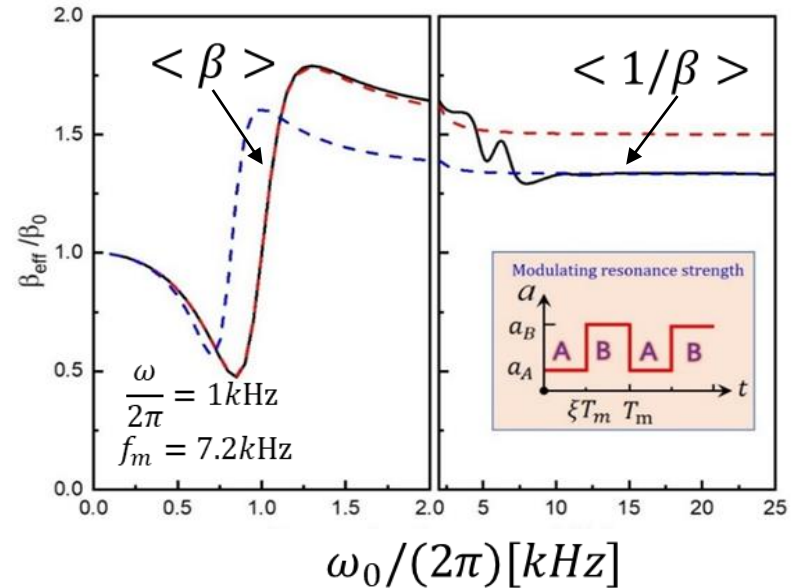 2.0
1.5
1.0
0.5
0.0
β_eff /β_0
< β >
< 1/β >
Modulating resonance strength
a
a_B
a_A
A B A B
t
ξT_m T_m
ω/2π = 1kHz
f_m = 7.2kHz
0.0 0.5 1.0 1.5 2.0 0 5 10 15 20 25
ω_0/(2π)[kHz]